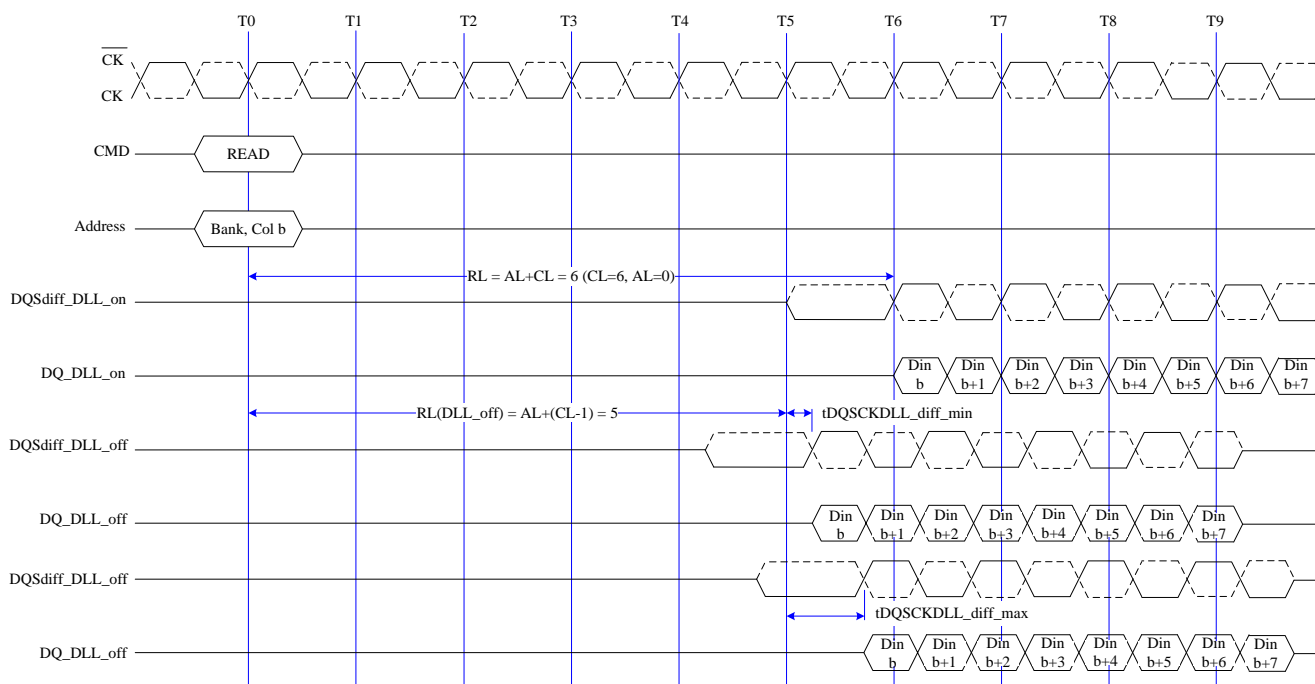 T0 T1 T2 T3 T4 T5 T6 T7 T8 T9
CK
CK
CMD READ
Address Bank, Col b
RL = AL+CL = 6 (CL=6, AL=0)
DQSdiff_DLL_on
DQ_DLL_on Din b Din b+1 Din b+2 Din b+3 Din b+4 Din b+5 Din b+6 Din b+7
RL(DLL_off) = AL+(CL-1) = 5 tDQSCKDLL_diff_min
DQSdiff_DLL_off
DQ_DLL_off Din b Din b+1 Din b+2 Din b+3 Din b+4 Din b+5 Din b+6 Din b+7
DQSdiff_DLL_off
tDQSCKDLL_diff_max
DQ_DLL_off Din b Din b+1 Din b+2 Din b+3 Din b+4 Din b+5 Din b+6 Din b+7